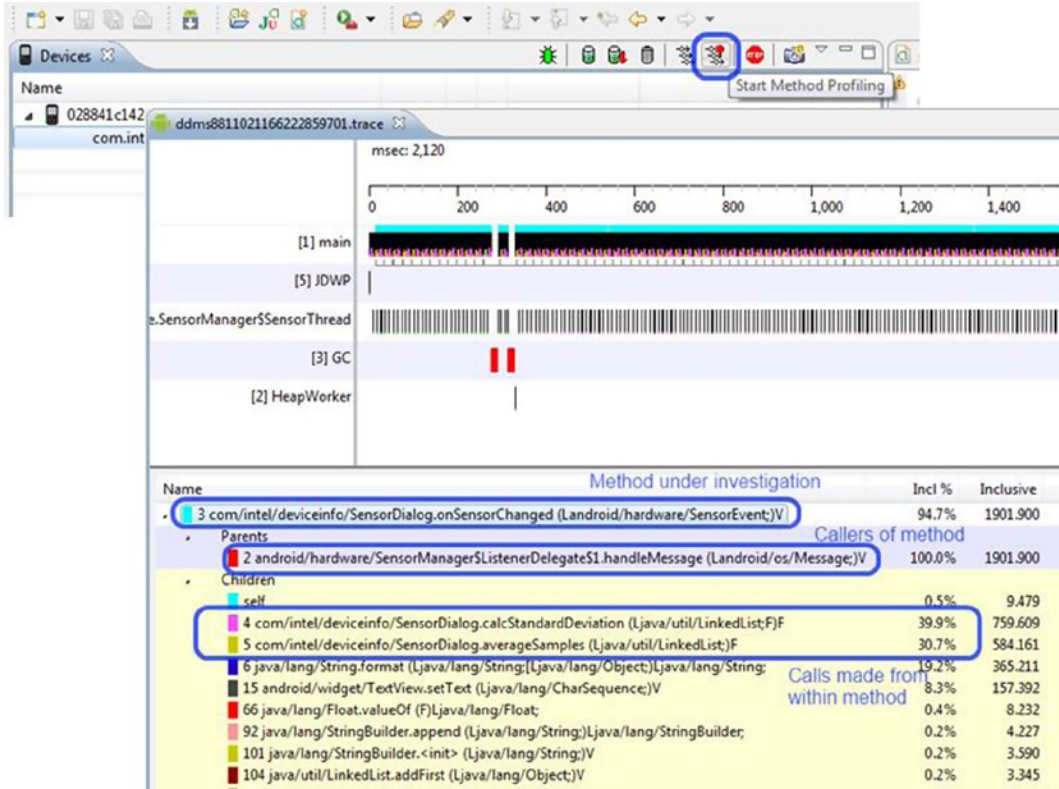 Devices
Start Method Profiling
Name
028841c142
com.int
ddms8811021166222859701.trace
msec: 2,120
0 200 400 600 800 1,000 1,200 1,400
[1] main
[5] JDWP
e.SensorManager$SensorThread
[3] GC
[2] HeapWorker
Method under investigation
Name Incl % Inclusive
3 com/intel/deviceinfo/SensorDialog.onSensorChanged (Landroid/hardware/SensorEvent;)V 94.7% 1901.900
Parents Callers of method
2 android/hardware/SensorManager$ListenerDelegate$1.handleMessage (Landroid/os/Message;)V 100.0% 1901.900
Children
self 0.5% 9.479
4 com/intel/deviceinfo/SensorDialog.calcStandardDeviation (Ljava/util/LinkedList;F)F 39.9% 759.609
5 com/intel/deviceinfo/SensorDialog.averageSamples (Ljava/util/LinkedList;)F 30.7% 584.161
6 java/lang/String.format (Ljava/lang/String;[Ljava/lang/Object;)Ljava/lang/String; 19.2% 365.211
Calls made from
within method
15 android/widget/TextView.setText (Ljava/lang/CharSequence;)V 8.3% 157.392
66 java/lang/Float.valueOf (F)Ljava/lang/Float; 0.4% 8.232
92 java/lang/StringBuilder.append (Ljava/lang/String;)Ljava/lang/StringBuilder; 0.2% 4.227
101 java/lang/StringBuilder.<init> (Ljava/lang/String;)V 0.2% 3.590
104 java/util/LinkedList.addFirst (Ljava/lang/Object;)V 0.2% 3.345